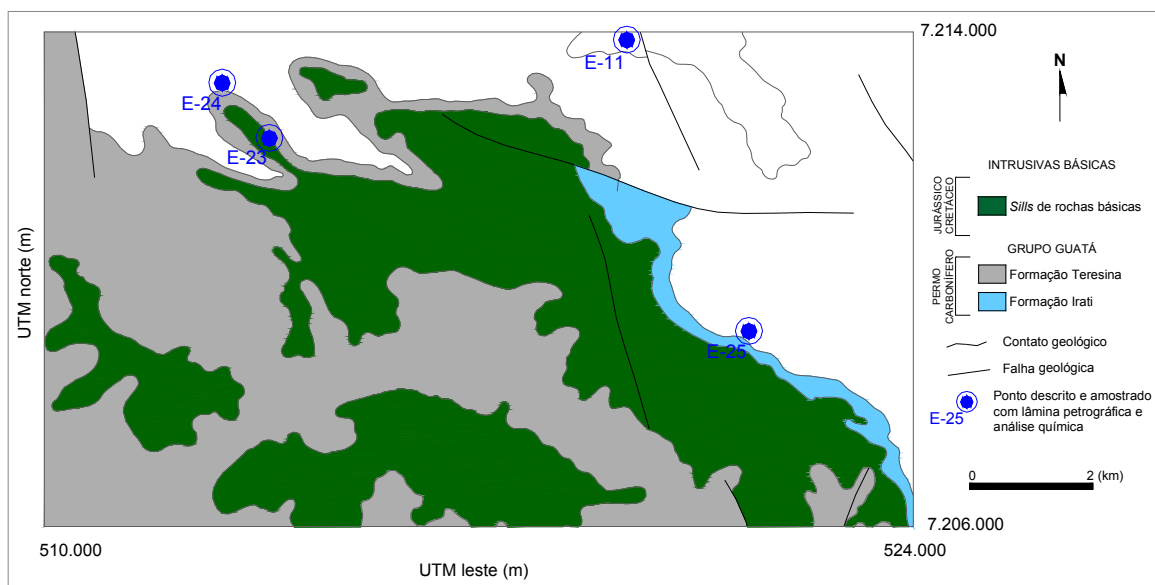 7.214.000
E-11
E-24
E-23
E-25
UTM norte (m)
7.206.000
510.000
524.000
UTM leste (m)
N
INTRUSIVAS BÁSICAS
JURÁSSICO
CRETÁCEO
Sills de rochas básicas
GRUPO GUATÁ
PERMO
CARBONÍFERO
Formação Teresina
Formação Irati
Contato geológico
Falha geológica
Ponto descrito e amostrado
com lâmina petrográfica e
análise química
E-25
0 2 (km)